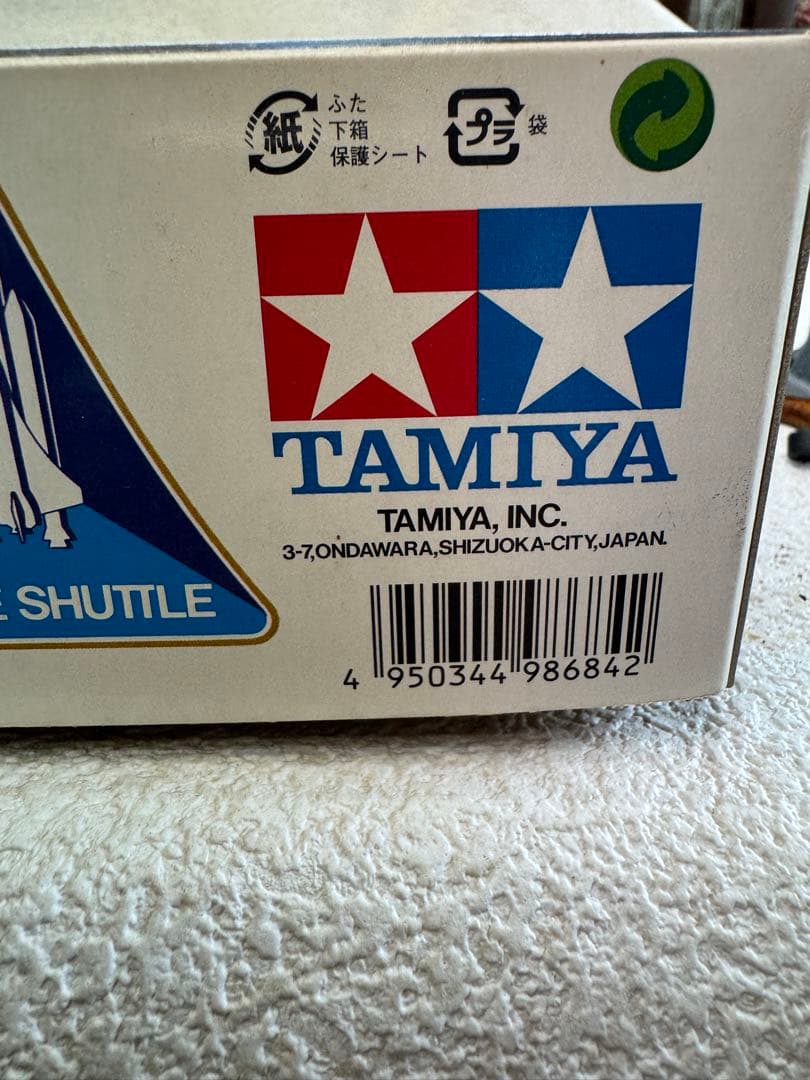 紙 ふた
下箱
保護シート
プラ 袋
TAMIYA
TAMIYA, INC.
3-7,ONDAWARA,SHIZUOKA-CITY,JAPAN.
E SHUTTLE
4 950344 986842